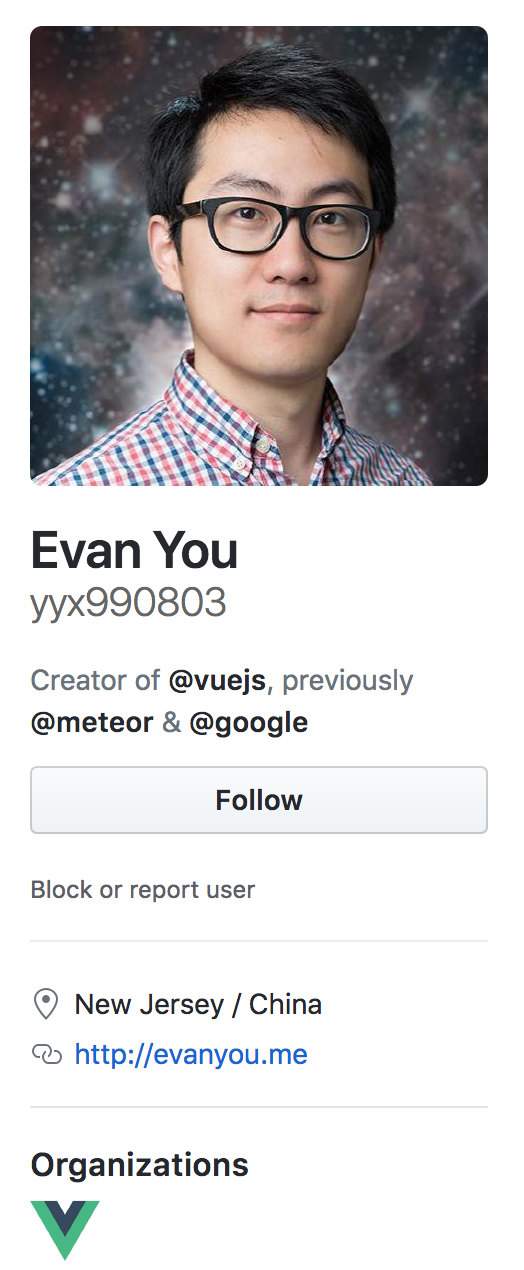 Evan You
yyx990803
Creator of @vuejs, previously
@meteor & @google
Follow
Block or report user
New Jersey / China
http://evanyou.me
Organizations